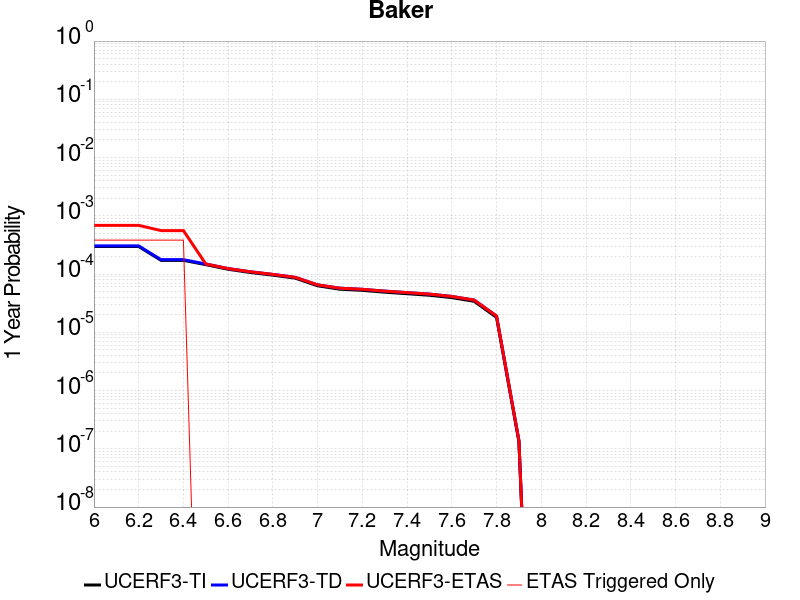 Baker
10^0
10^-1
10^-2
10^-3
10^-4
10^-5
10^-6
10^-7
10^-8
1 Year Probability
6 6.2 6.4 6.6 6.8 7 7.2 7.4 7.6 7.8 8 8.2 8.4 8.6 8.8 9
Magnitude
UCERF3-TI UCERF3-TD UCERF3-ETAS ETAS Triggered Only